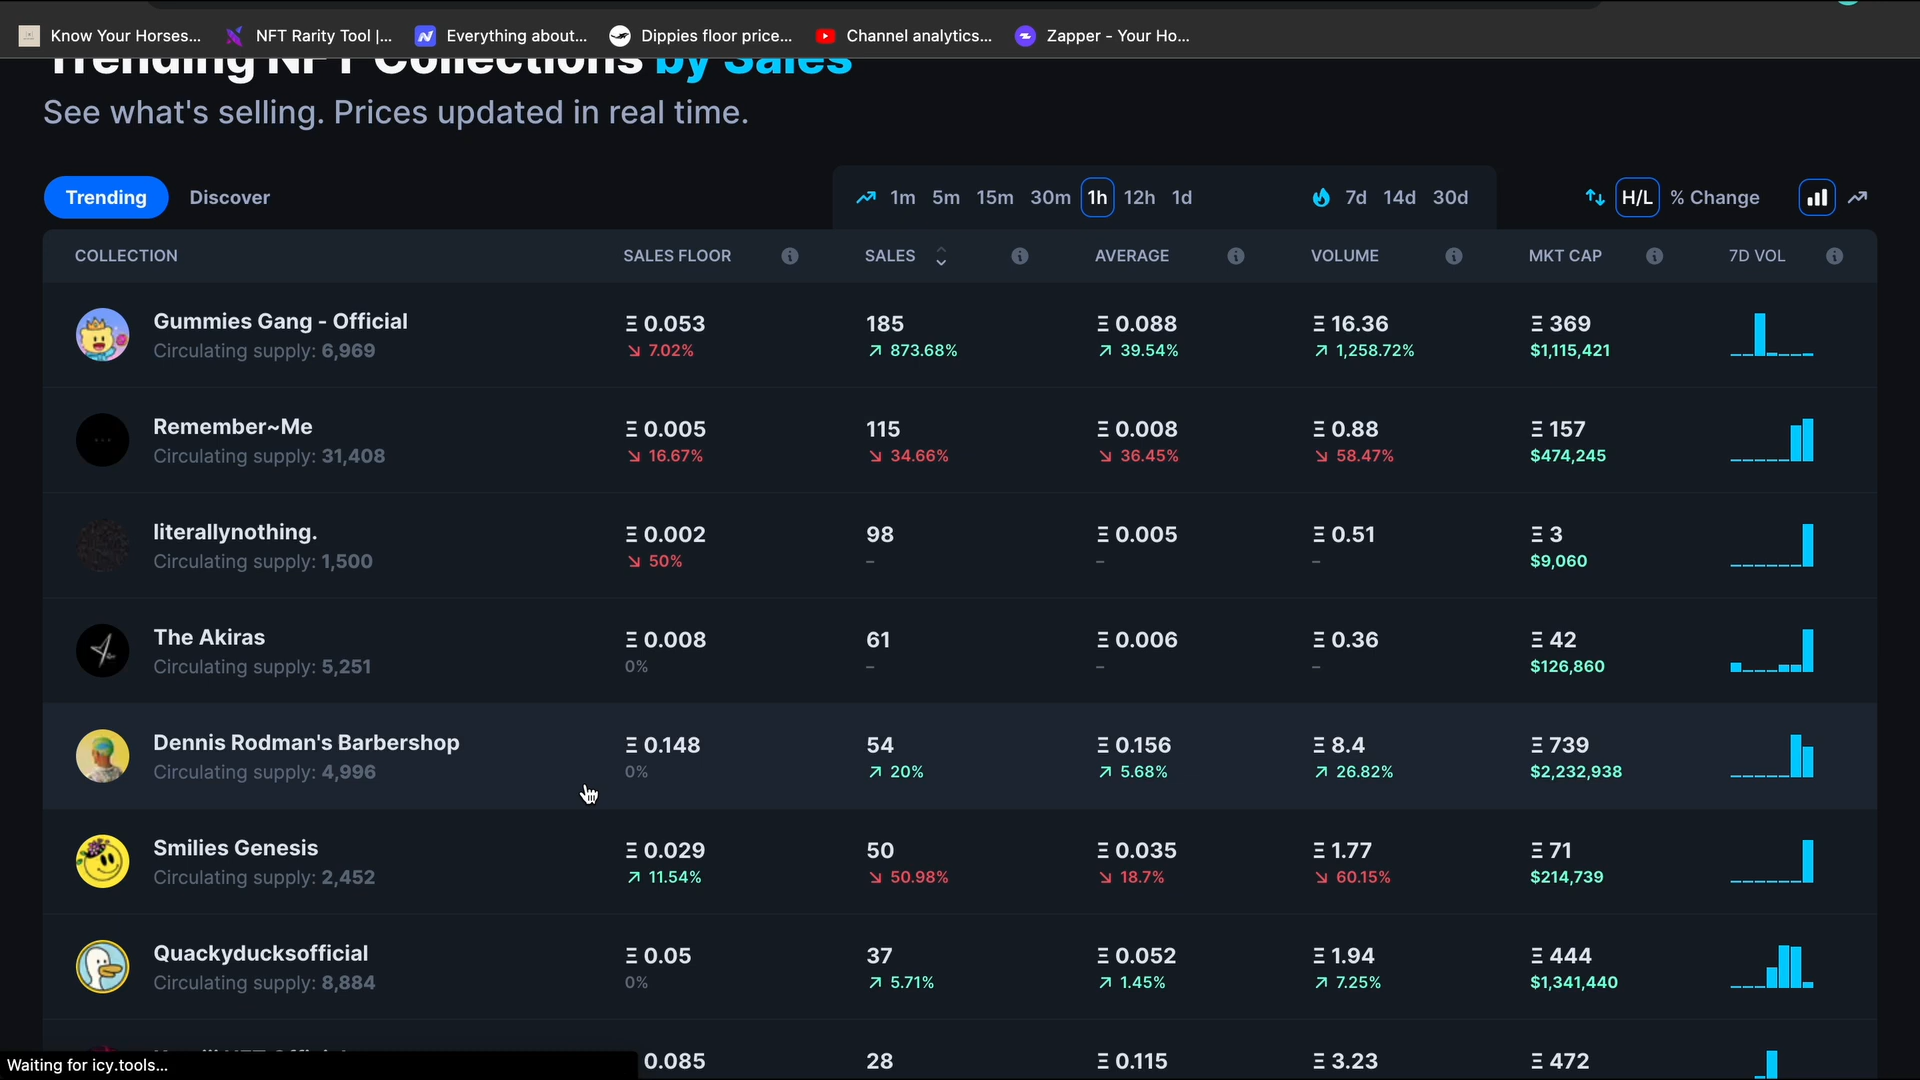 Know Your Horses... NFT Rarity Tool |... Everything about... Dippies floor price... Channel analytics... Zapper - Your Ho...
Trending NFT Collections by Sales
See what's selling. Prices updated in real time.
Trending Discover 1m 5m 15m 30m 1h 12h 1d 7d 14d 30d H/L % Change
COLLECTION SALES FLOOR SALES AVERAGE VOLUME MKT CAP 7D VOL
Gummies Gang - Official Ξ 0.053 185 Ξ 0.088 Ξ 16.36 Ξ 369
Circulating supply: 6,969 ↘ 7.02% ↗ 873.68% ↗ 39.54% ↗ 1,258.72% $1,115,421
Remember~Me Ξ 0.005 115 Ξ 0.008 Ξ 0.88 Ξ 157
Circulating supply: 31,408 ↘ 16.67% ↘ 34.66% ↘ 36.45% ↘ 58.47% $474,245
literallynothing. Ξ 0.002 98 Ξ 0.005 Ξ 0.51 Ξ 3
Circulating supply: 1,500 ↘ 50% – – – $9,060
The Akiras Ξ 0.008 61 Ξ 0.006 Ξ 0.36 Ξ 42
Circulating supply: 5,251 0% – – – $126,860
Dennis Rodman's Barbershop Ξ 0.148 54 Ξ 0.156 Ξ 8.4 Ξ 739
Circulating supply: 4,996 0% ↗ 20% ↗ 5.68% ↗ 26.82% $2,232,938
Smilies Genesis Ξ 0.029 50 Ξ 0.035 Ξ 1.77 Ξ 71
Circulating supply: 2,452 ↗ 11.54% ↘ 50.98% ↘ 18.7% ↘ 60.15% $214,739
Quackyducksofficial Ξ 0.05 37 Ξ 0.052 Ξ 1.94 Ξ 444
Circulating supply: 8,884 0% ↗ 5.71% ↗ 1.45% ↗ 7.25% $1,341,440
0.085 28 Ξ 0.115 Ξ 3.23 Ξ 472
Waiting for icy.tools...